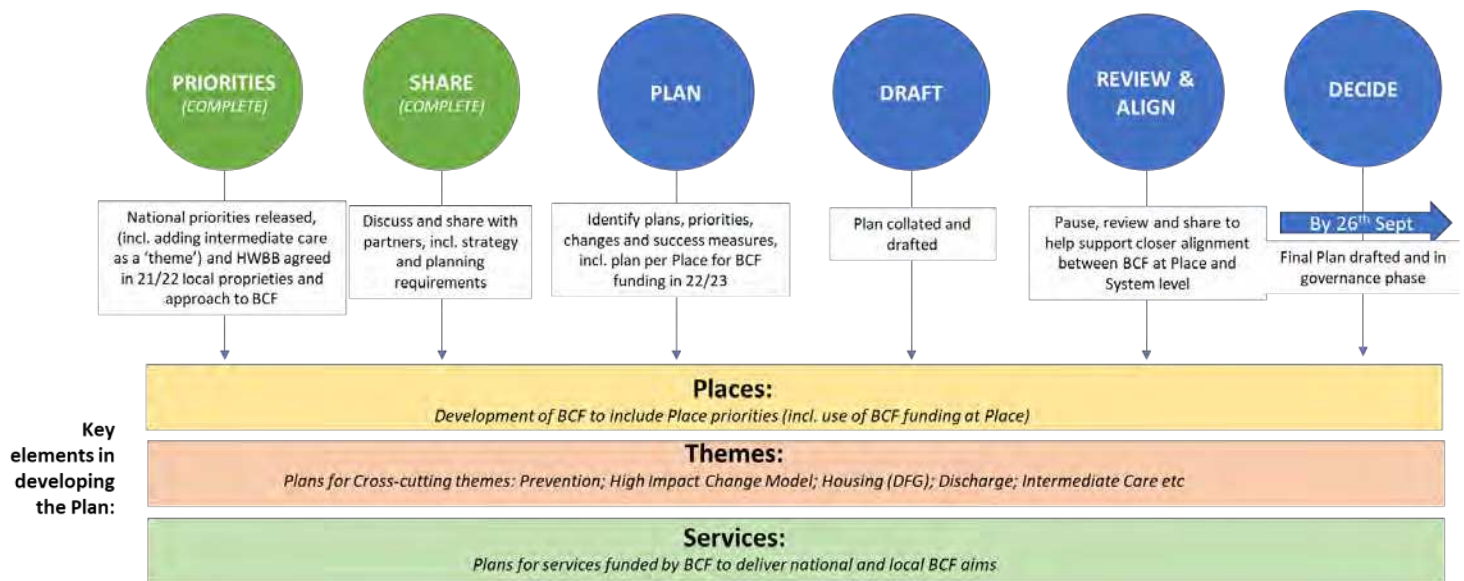 PRIORITIES
(COMPLETE)
SHARE
(COMPLETE)
PLAN
DRAFT
REVIEW &
ALIGN
DECIDE
National priorities released,
(incl. adding intermediate care
as a ‘theme’) and HWBB agreed
in 21/22 local proprieties and
approach to BCF
Discuss and share with
partners, incl. strategy
and planning
requirements
Identify plans, priorities,
changes and success measures,
incl. plan per Place for BCF
funding in 22/23
Plan collated and
drafted
Pause, review and share to
help support closer alignment
between BCF at Place and
System level
By 26th Sept
Final Plan drafted and in
governance phase
Key
elements in
developing
the Plan:
Places:
Development of BCF to include Place priorities (incl. use of BCF funding at Place)
Themes:
Plans for Cross-cutting themes: Prevention; High Impact Change Model; Housing (DFG); Discharge; Intermediate Care etc
Services:
Plans for services funded by BCF to deliver national and local BCF aims